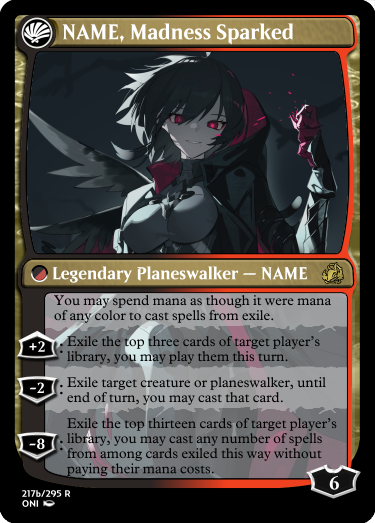 NAME, Madness Sparked
Legendary Planeswalker — NAME
You may spend mana as though it were mana
of any color to cast spells from exile.
+2: Exile the top three cards of target player's
library, you may play them this turn.
-2: Exile target creature or planeswalker, until
end of turn, you may cast that card.
Exile the top thirteen cards of target player's
-8: library, you may cast any number of spells
from among cards exiled this way without
paying their mana costs.
6
217b/295 R
ONI